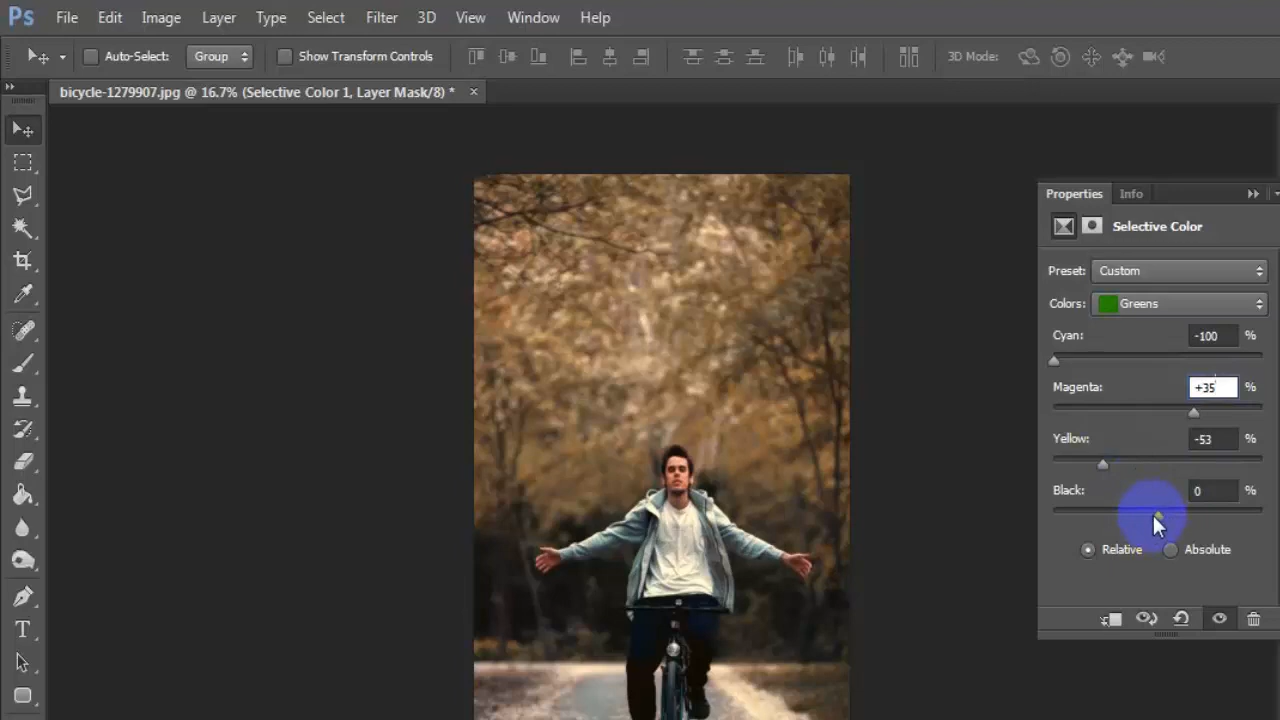 Ps File Edit Image Layer Type Select Filter 3D View Window Help
Auto-Select: Group Show Transform Controls 3D Mode:
bicycle-1279907.jpg @ 16.7% (Selective Color 1, Layer Mask/8) * ×
Properties Info
Selective Color
Preset: Custom
Colors: Greens
Cyan: -100 %
Magenta: +35 %
Yellow: -53 %
Black: 0 %
Relative Absolute
T